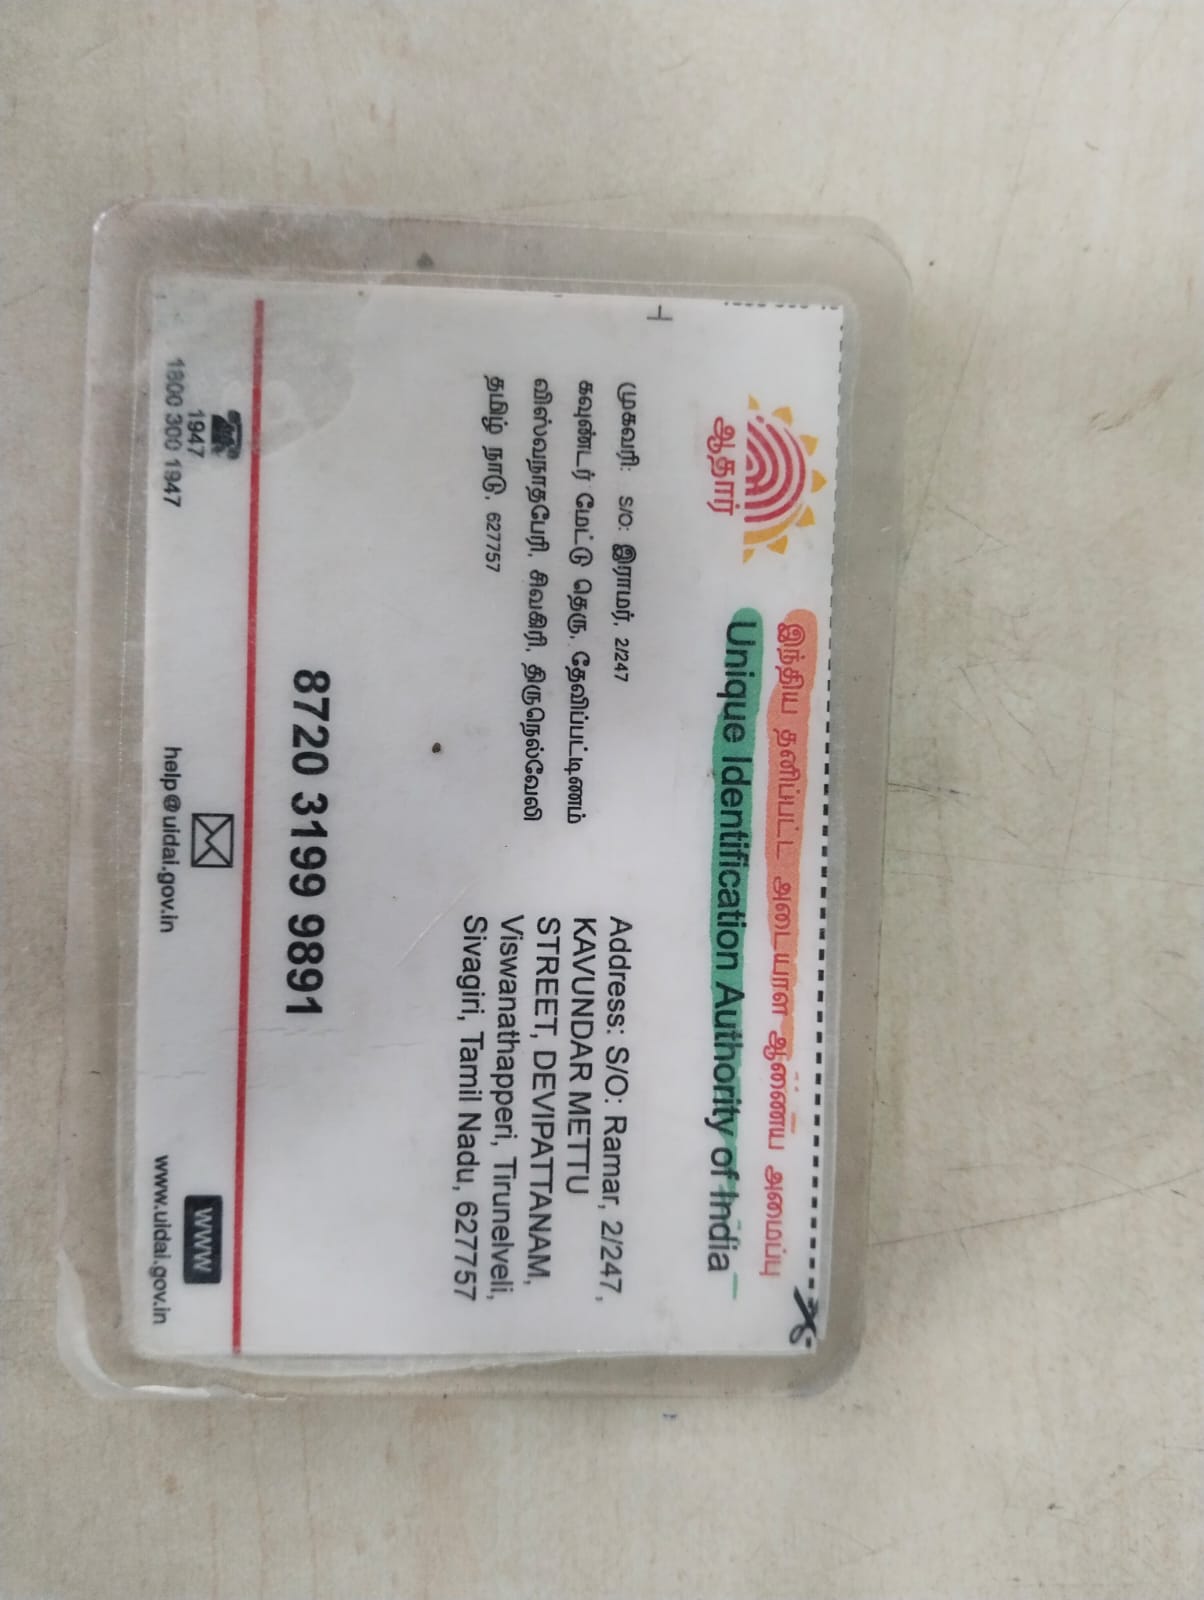 இந்திய தனிப்பட்ட அடையாள ஆணைய அமைப்பு
Unique Identification Authority of India
ஆதார்
முகவரி: S/O: இராமர், 2/247
கவுண்டர் மேட்டு தெரு, தேவிப்பட்டிணம்
விஸ்வநாதபேரி, சிவகிரி, திருநெல்வேலி
தமிழ் நாடு, 627757
Address: S/O: Ramar, 2/247,
KAVUNDAR METTU
STREET, DEVIPATTANAM,
Viswanathapperi, Tirunelveli,
Sivagiri, Tamil Nadu, 627757
8720 3199 9891
1947
1800 300 1947
help@uidai.gov.in
WWW
www.uidai.gov.in